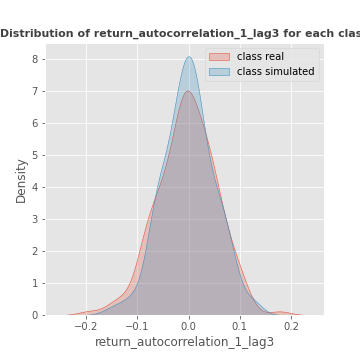 Distribution of return_autocorrelation_1_lag3 for each clas
class real
class simulated
8
7
6
5
4
3
2
1
0
Density
−0.2 −0.1 0.0 0.1 0.2
return_autocorrelation_1_lag3